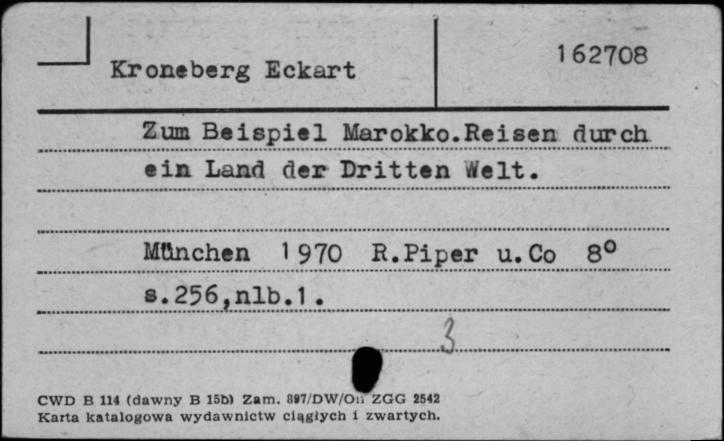 Kroneberg Eckart
162708
Zum Beispiel Marokko.Reisen durch
ein Land der Dritten Welt.
München 1970 R.Piper u.Co 8°
s.256,nlb.1.
3
CWD B 114 (dawny B 15b) Zam. 897/DW/On ZGG 2542
Karta katalogowa wydawnictw ciągłych i zwartych.